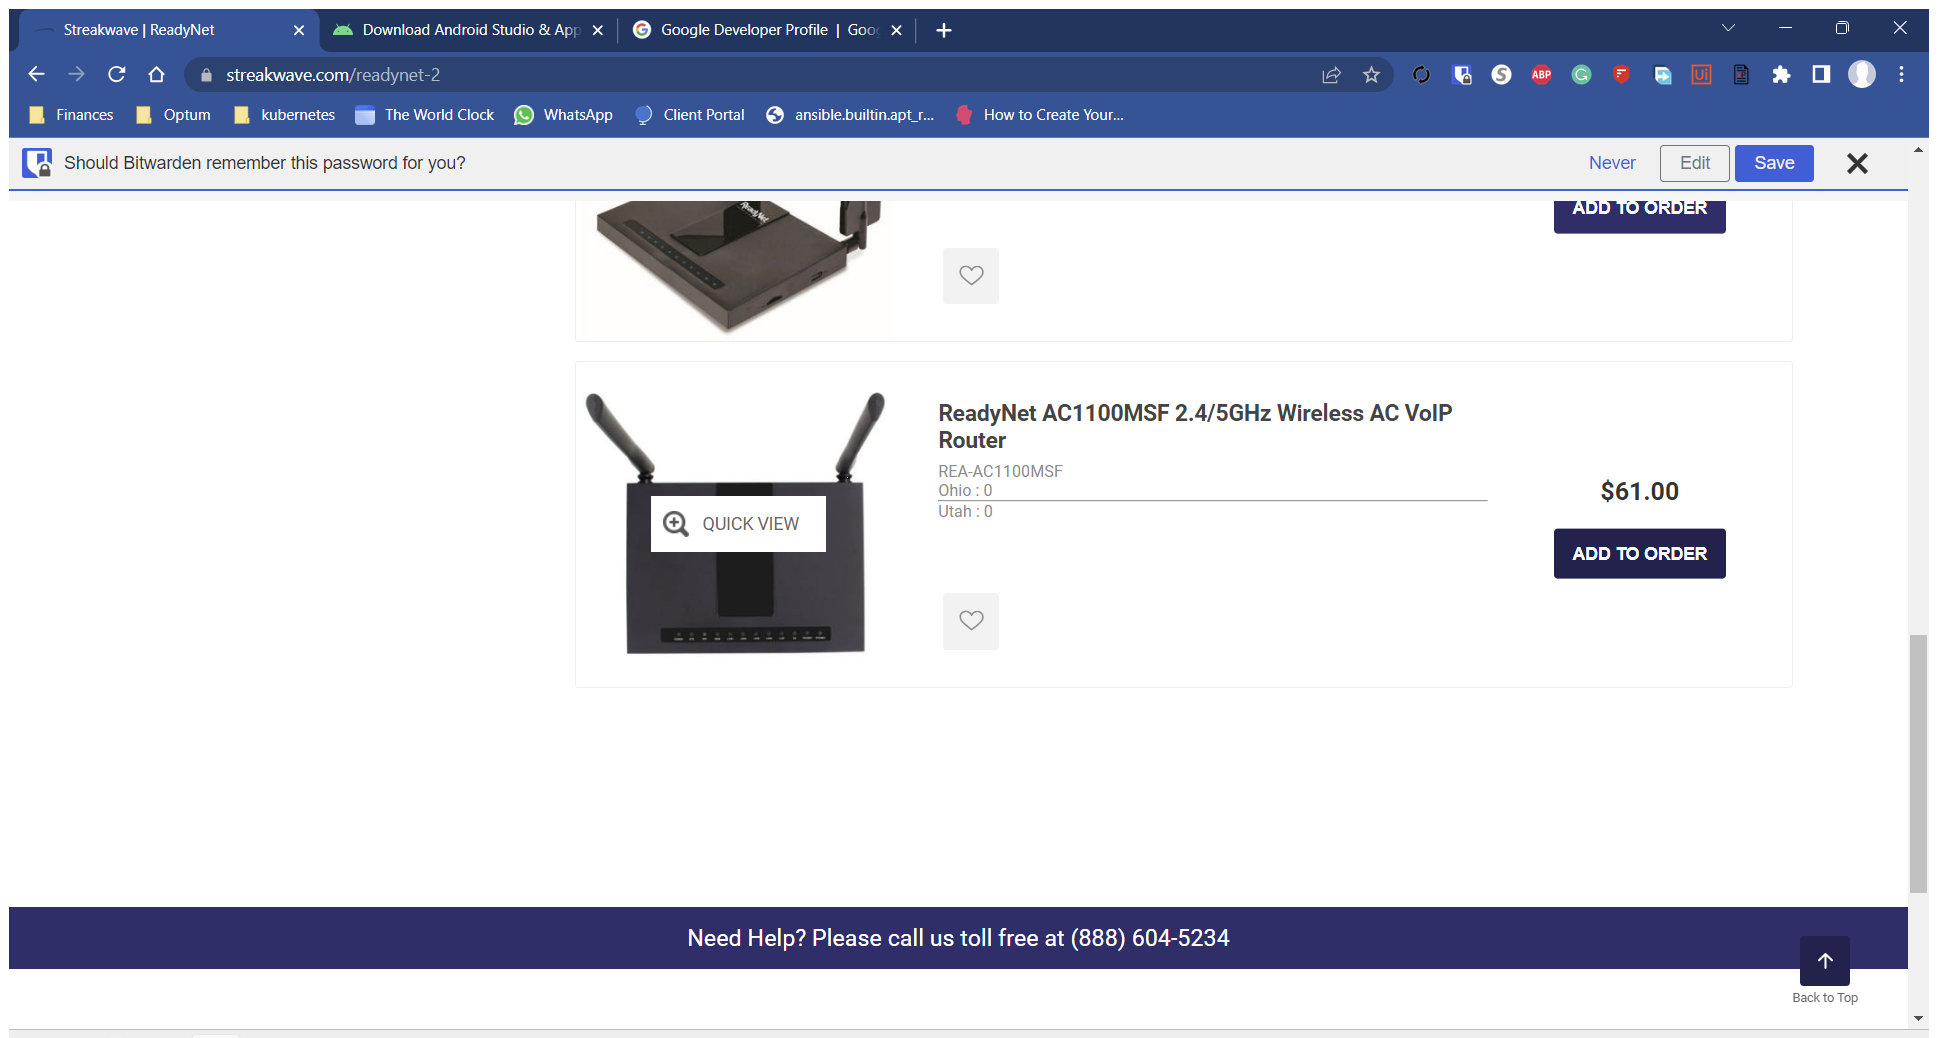 Streakwave | ReadyNet
Download Android Studio & App
Google Developer Profile | Goo
streakwave.com/readynet-2
ABP
Ui
Finances
Optum
kubernetes
The World Clock
WhatsApp
Client Portal
ansible.builtin.apt_r...
How to Create Your...
Should Bitwarden remember this password for you?
Never
Edit
Save
ReadyNet
ADD TO ORDER
ReadyNet AC1100MSF 2.4/5GHz Wireless AC VoIP
Router
REA-AC1100MSF
Ohio : 0
Utah : 0
$61.00
QUICK VIEW
ADD TO ORDER
Need Help? Please call us toll free at (888) 604-5234
Back to Top